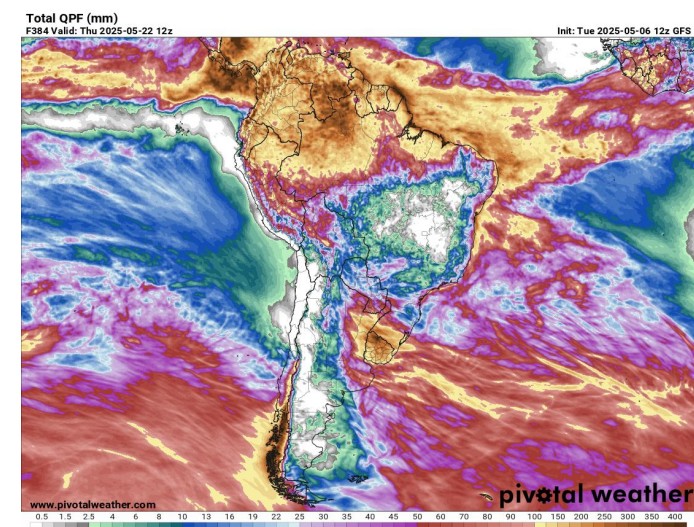 Total QPF (mm)
F384 Valid: Thu 2025-05-22 12z Init: Tue 2025-05-06 12z GFS
www.pivotalweather.com
pivotal weather
0.5 1.5 2.5 4 5 6 8 10 13 16 19 22 25 30 35 40 45 50 60 70 80 90 100 150 200 250 300 350 400